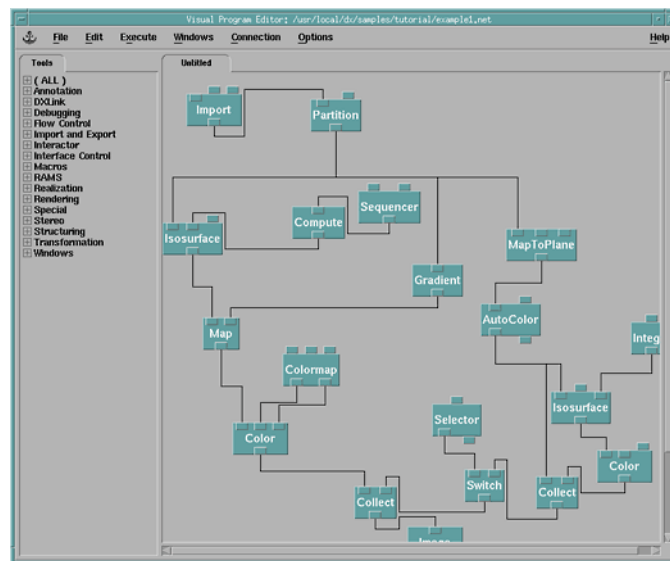 Visual Program Editor: /usr/local/dx/samples/tutorial/example1.net
File Edit Execute Windows Connection Options Help
Tools
Untitled
( ALL )
Annotation
DXLink
Debugging
Flow Control
Import and Export
Interactor
Interface Control
Macros
RAMS
Realization
Rendering
Special
Stereo
Structuring
Transformation
Windows
Import
Partition
Sequencer
Compute
Isosurface
MapToPlane
Gradient
AutoColor
Map
Integ
Colormap
Isosurface
Selector
Color
Color
Switch
Collect
Collect
Image